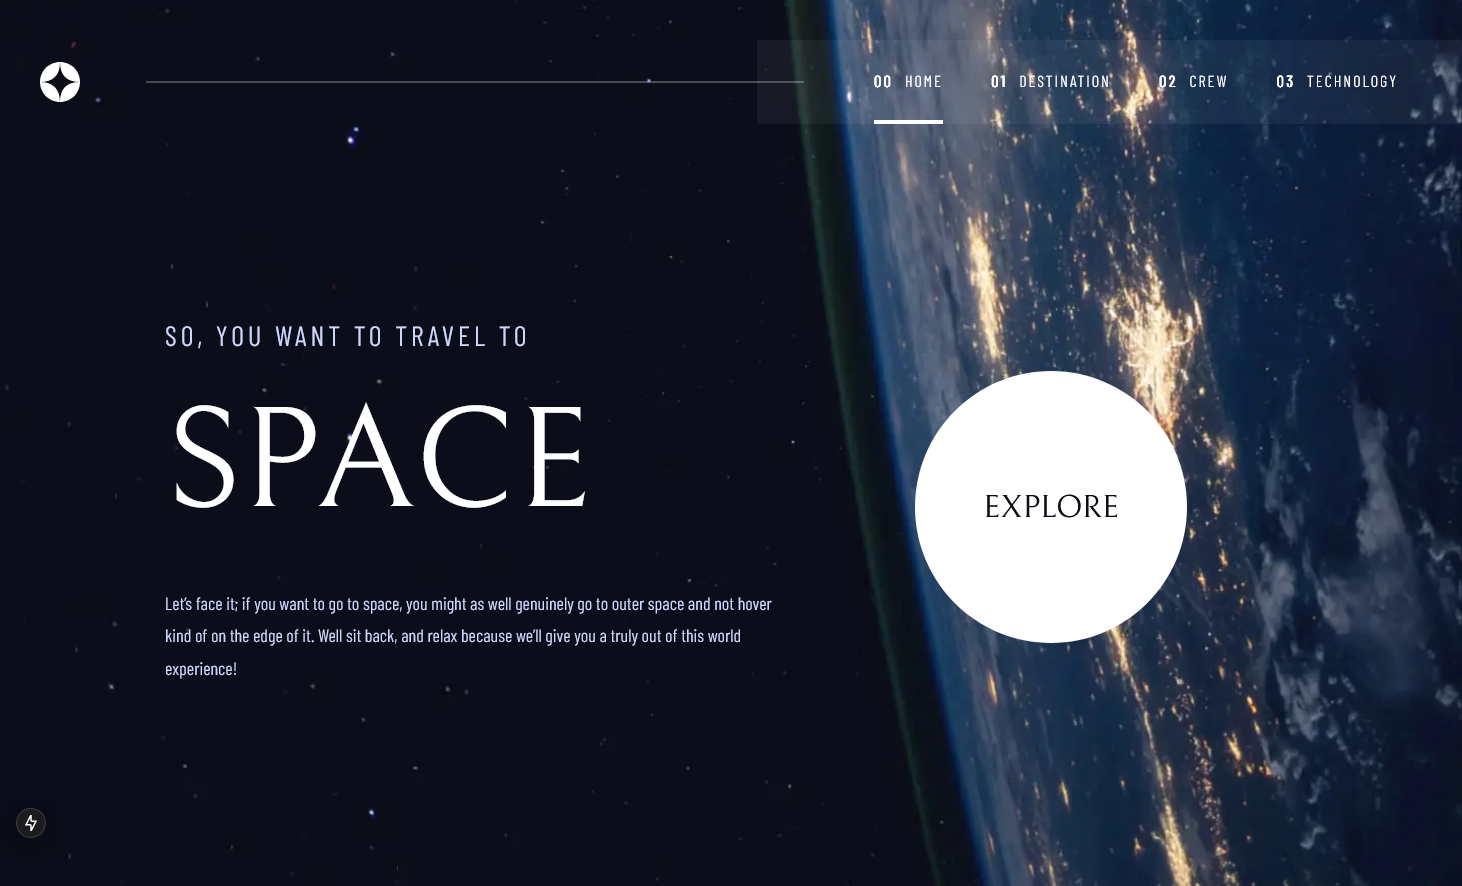 00 HOME 01 DESTINATION 02 CREW 03 TECHNOLOGY
SO, YOU WANT TO TRAVEL TO
SPACE
Let’s face it; if you want to go to space, you might as well genuinely go to outer space and not hover
kind of on the edge of it. Well sit back, and relax because we’ll give you a truly out of this world
experience!
EXPLORE